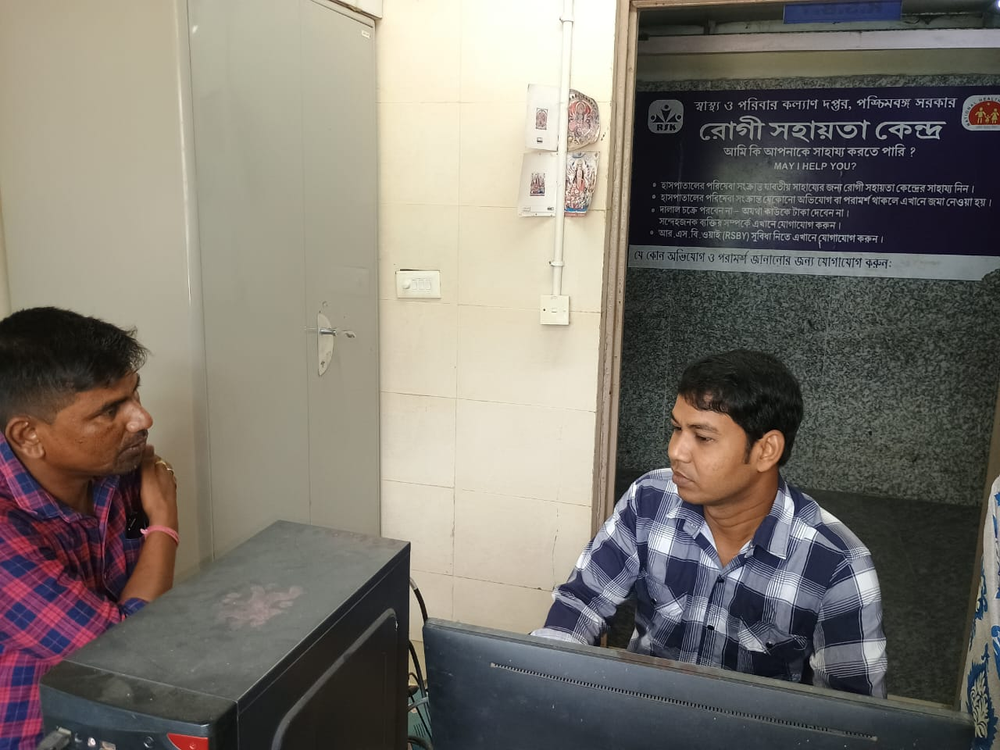 স্বাস্থ্য ও পরিবার কল্যাণ দপ্তর, পশ্চিমবঙ্গ সরকার
RSK
রোগী সহায়তা কেন্দ্র
NATIONAL HEALTH
আমি কি আপনাকে সাহায্য করতে পারি ?
MAY I HELP YOU?
• হাসপাতালের পরিষেবা সংক্রান্ত যাবতীয় সাহায্যের জন্য রোগী সহায়তা কেন্দ্রের সাহায্য নিন।
• হাসপাতালের পরিষেবা সংক্রান্ত যেকোনো অভিযোগ বা পরামর্শ থাকলে এখানে জমা নেওয়া হয়।
• দালাল চক্রে পরবেন না – অযথা কাউকে টাকা দেবেন না।
সন্দেহজনক ব্যক্তির সম্পর্কে এখানে যোগাযোগ করুন।
• আর.এস.বি.ওয়াই (RSBY) সুবিধা নিতে এখানে যোগাযোগ করুন।
যে কোন অভিযোগ ও পরামর্শ জানানোর জন্য যোগাযোগ করুন: